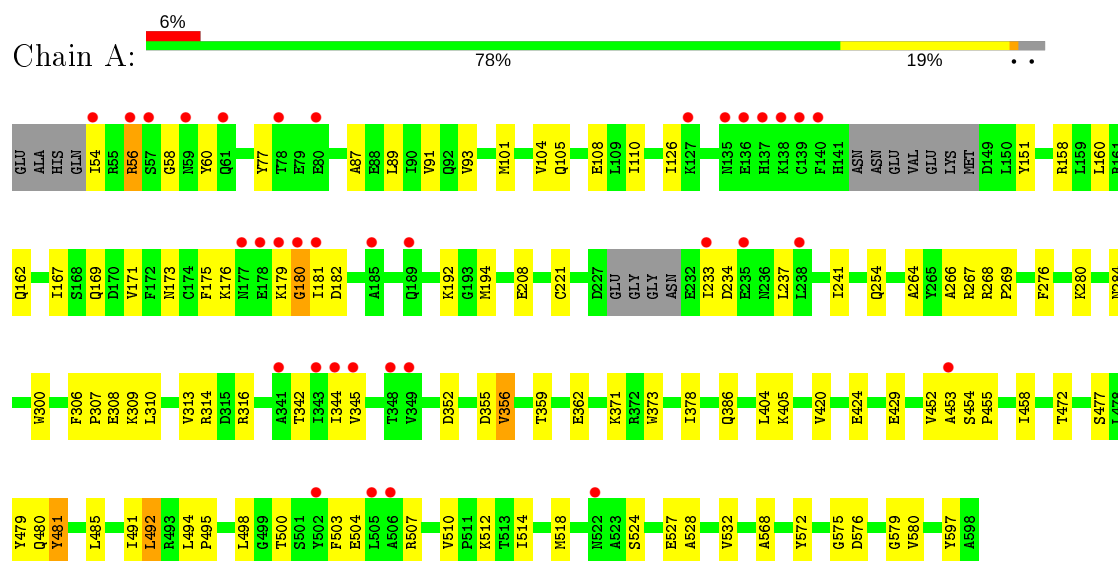 6%
Chain A:
78% 19% • •
GLU ALA HIS GLN I54 R55 R56 S57 G58 N59 Y60 Q61 Y77 T78 E79 E80 A87 E88 L89 I90 V91 Q92 V93 M101 V104 Q105 E108 L109 I110 I126 K127 N135 E136 H137 K138 C139 F140 H141 ASN ASN GLU VAL GLU LYS MET D149 L150 Y151 R158 L159 L160 R161
Q162 I167 S168 Q169 D170 V171 F172 N173 C174 F175 K176 N177 E178 K179 G180 I181 D182 A185 Q189 K192 G193 M194 E208 C221 D227 GLU GLY GLY ASN E232 I233 D234 E235 N236 L237 L238 I241 Q254 A264 Y265 A266 R267 R268 P269 F276 K280 N284
W300 F306 P307 E308 K309 L310 V313 R314 D315 R316 A341 T342 I343 I344 V345 T348 V349 D352 D355 V356 T359 E362 K371 R372 W373 I378 Q386 L404 K405 V420 E424 E429 V452 A453 S454 P455 I458 T472 S477 L478
Y479 Q480 Y481 L485 I491 L492 R493 L494 P495 L498 G499 T500 S501 Y502 F503 E504 L505 A506 R507 V510 P511 K512 T513 I514 M518 N522 A523 S524 E527 A528 V532 A568 Y572 G575 D576 G579 V580 Y597 A598